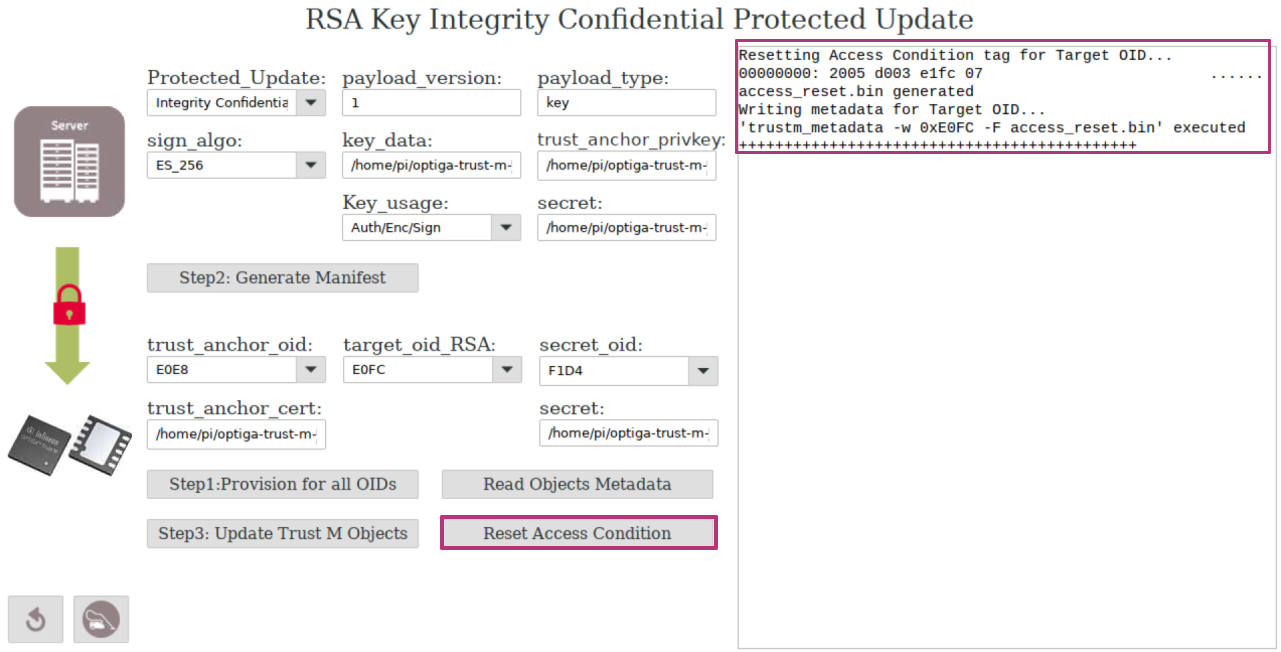 RSA Key Integrity Confidential Protected Update
Server
Protected_Update: payload_version: payload_type:
Integrity Confidentia 1 key
sign_algo: key_data: trust_anchor_privkey:
ES_256 /home/pi/optiga-trust-m- /home/pi/optiga-trust-m-
Key_usage: secret:
Auth/Enc/Sign /home/pi/optiga-trust-m-
Step2: Generate Manifest
trust_anchor_oid: target_oid_RSA: secret_oid:
E0E8 E0FC F1D4
trust_anchor_cert: secret:
/home/pi/optiga-trust-m- /home/pi/optiga-trust-m-
Step1:Provision for all OIDs Read Objects Metadata
Step3: Update Trust M Objects Reset Access Condition
Resetting Access Condition tag for Target OID...
00000000: 2005 d003 e1fc 07 ......
access_reset.bin generated
Writing metadata for Target OID...
'trustm_metadata -w 0xE0FC -F access_reset.bin' executed
++++++++++++++++++++++++++++++++++++++++++++
Infineon